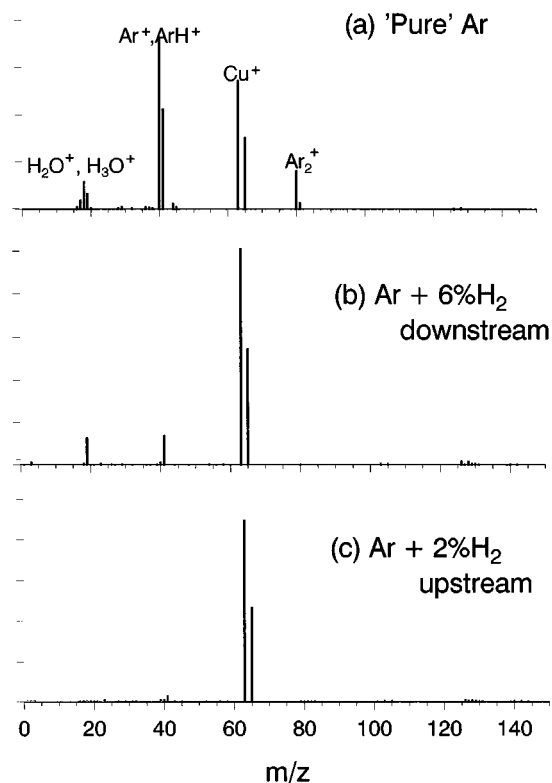 (a) 'Pure' Ar
Ar⁺,ArH⁺
Cu⁺
H₂O⁺, H₃O⁺
Ar₂⁺
(b) Ar + 6%H₂
downstream
(c) Ar + 2%H₂
upstream
0 20 40 60 80 100 120 140
m/z